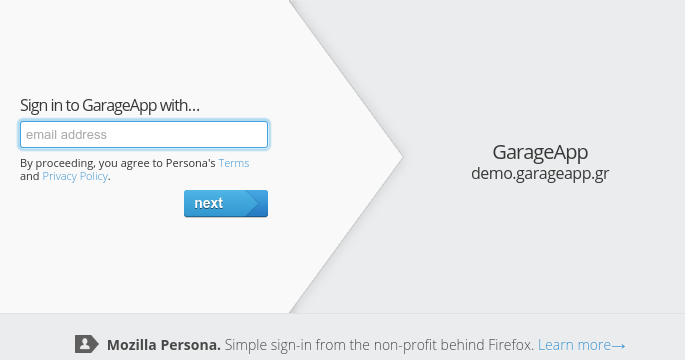 Sign in to GarageApp with...
email address
By proceeding, you agree to Persona's Terms
and Privacy Policy.
next
GarageApp
demo.garageapp.gr
Mozilla Persona. Simple sign-in from the non-profit behind Firefox. Learn more→